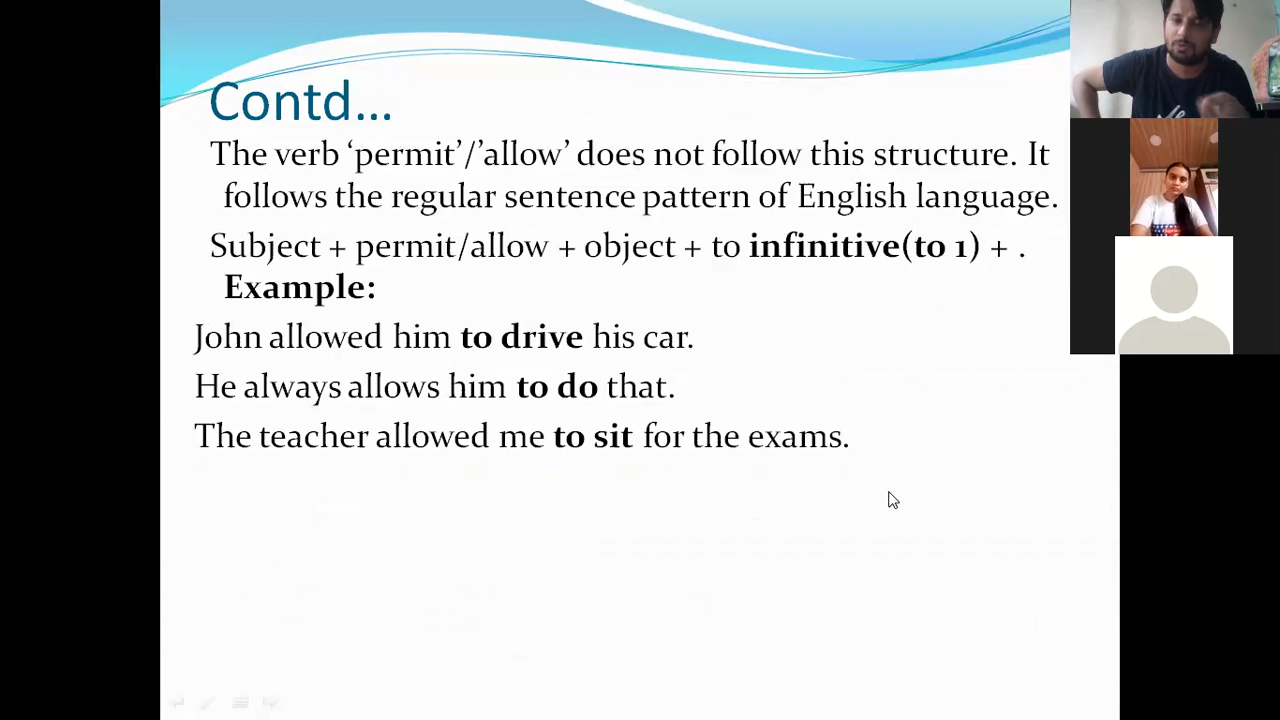 Contd...
The verb ‘permit’/’allow’ does not follow this structure. It
follows the regular sentence pattern of English language.
Subject + permit/allow + object + to infinitive(to 1) + .
Example:
John allowed him to drive his car.
He always allows him to do that.
The teacher allowed me to sit for the exams.